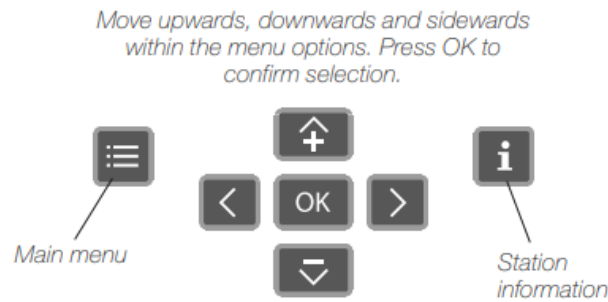 Move upwards, downwards and sidewards
within the menu options. Press OK to
confirm selection.
OK
i
Main menu
Station
information